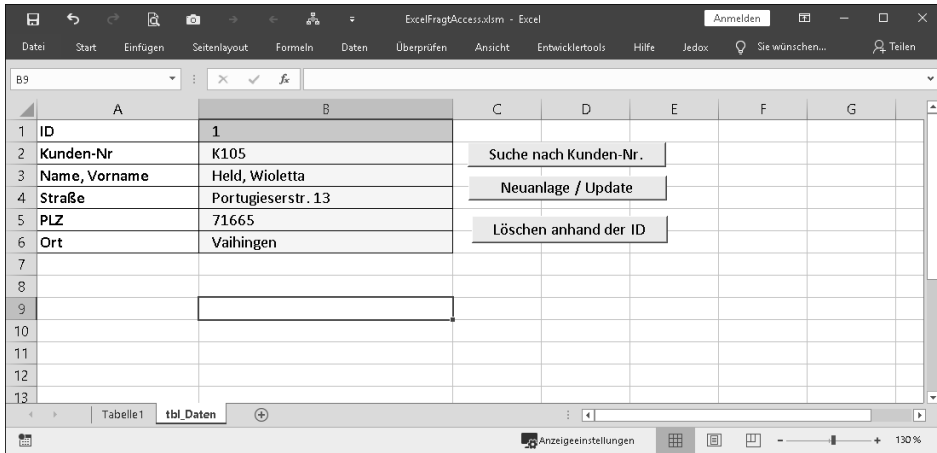 ExcelFragtAccess.xlsm - Excel
Anmelden
Datei Start Einfügen Seitenlayout Formeln Daten Überprüfen Ansicht Entwicklertools Hilfe Jedox Sie wünschen... Teilen
B9 fx
A B C D E F G
1 ID 1
2 Kunden-Nr K105 Suche nach Kunden-Nr.
3 Name, Vorname Held, Wioletta Neuanlage / Update
4 Straße Portugieserstr. 13
5 PLZ 71665 Löschen anhand der ID
6 Ort Vaihingen
7
8
9
10
11
12
13
Tabelle1 tbl_Daten
Anzeigeeinstellungen 130 %